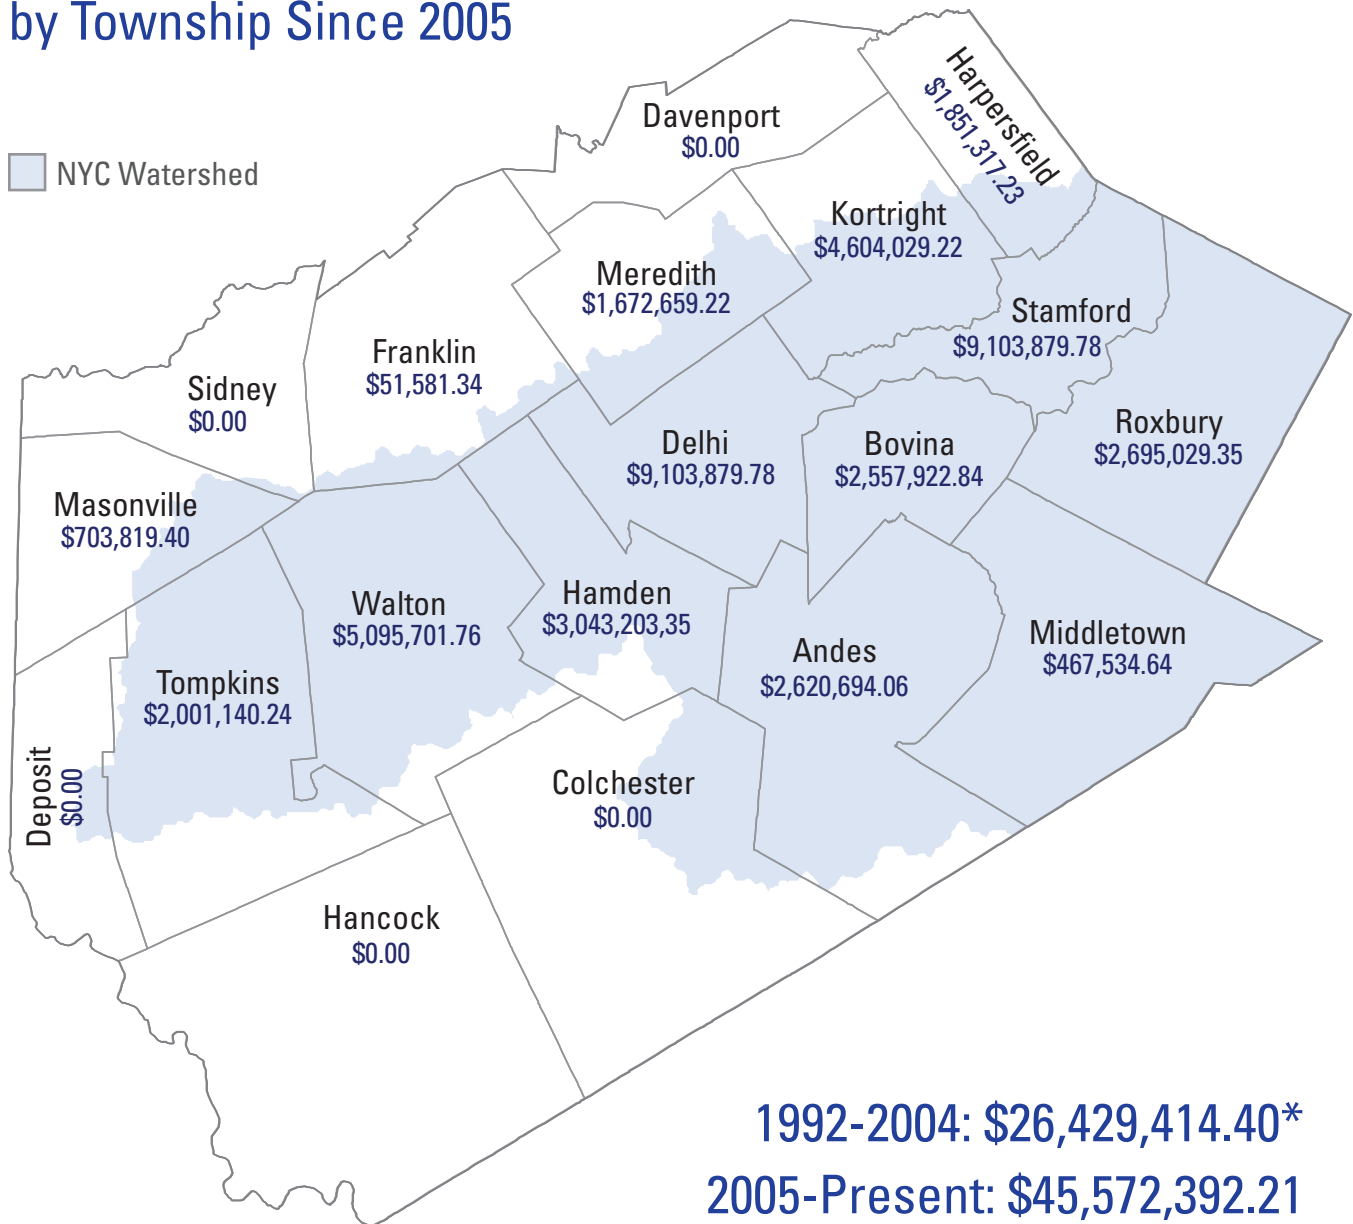 by Township Since 2005
Harpersfield
$1,851,317.23
Davenport
$0.00
NYC Watershed
Kortright
$4,604,029.22
Meredith
$1,672,659.22
Stamford
$9,103,879.78
Franklin
$51,581.34
Sidney
$0.00
Roxbury
$2,695,029.35
Delhi
$9,103,879.78
Bovina
$2,557,922.84
Masonville
$703,819.40
Walton
$5,095,701.76
Hamden
$3,043,203,35
Middletown
$467,534.64
Andes
$2,620,694.06
Tompkins
$2,001,140.24
Deposit
$0.00
Colchester
$0.00
Hancock
$0.00
1992-2004: $26,429,414.40*
2005-Present: $45,572,392.21